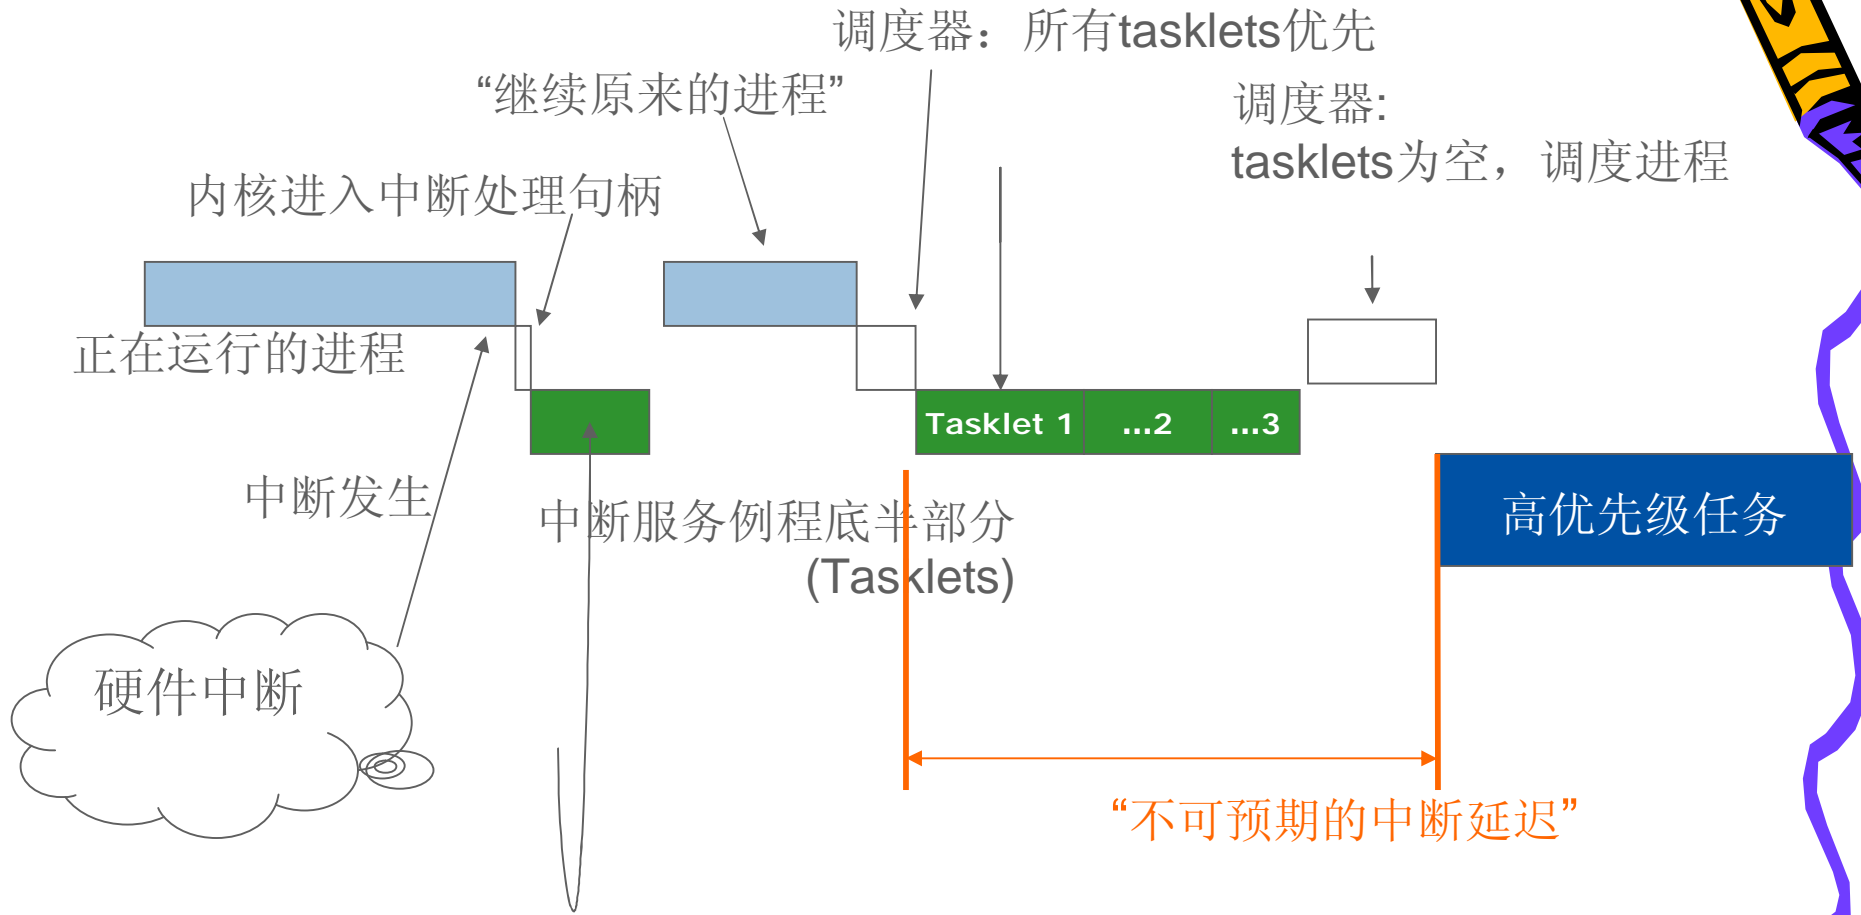 调度器：所有tasklets优先
“继续原来的进程”
调度器:
tasklets为空，调度进程
内核进入中断处理句柄
正在运行的进程
Tasklet 1
...2
...3
中断发生
中断服务例程底半部分
(Tasklets)
高优先级任务
硬件中断
“不可预期的中断延迟”